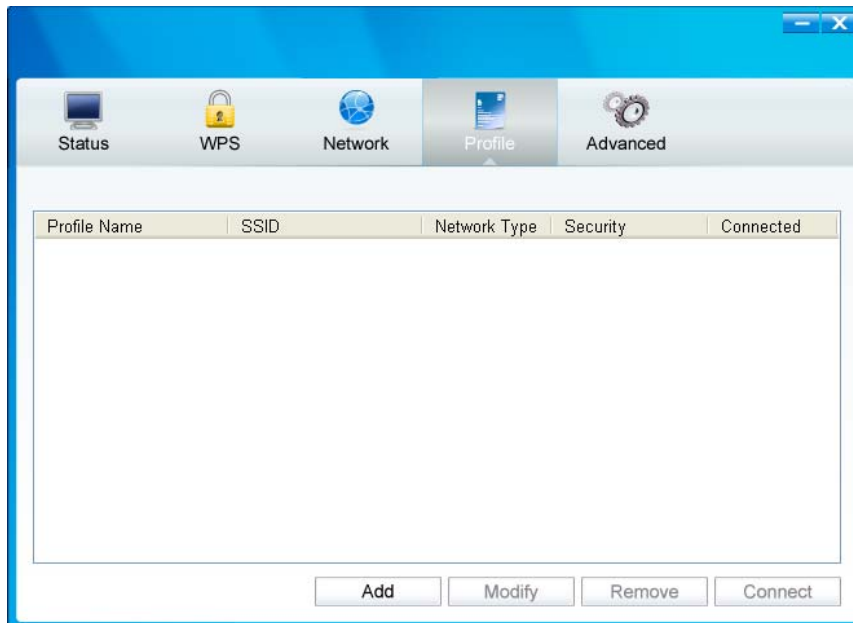 Status WPS Network Profile Advanced
Profile Name SSID Network Type Security Connected
Add Modify Remove Connect